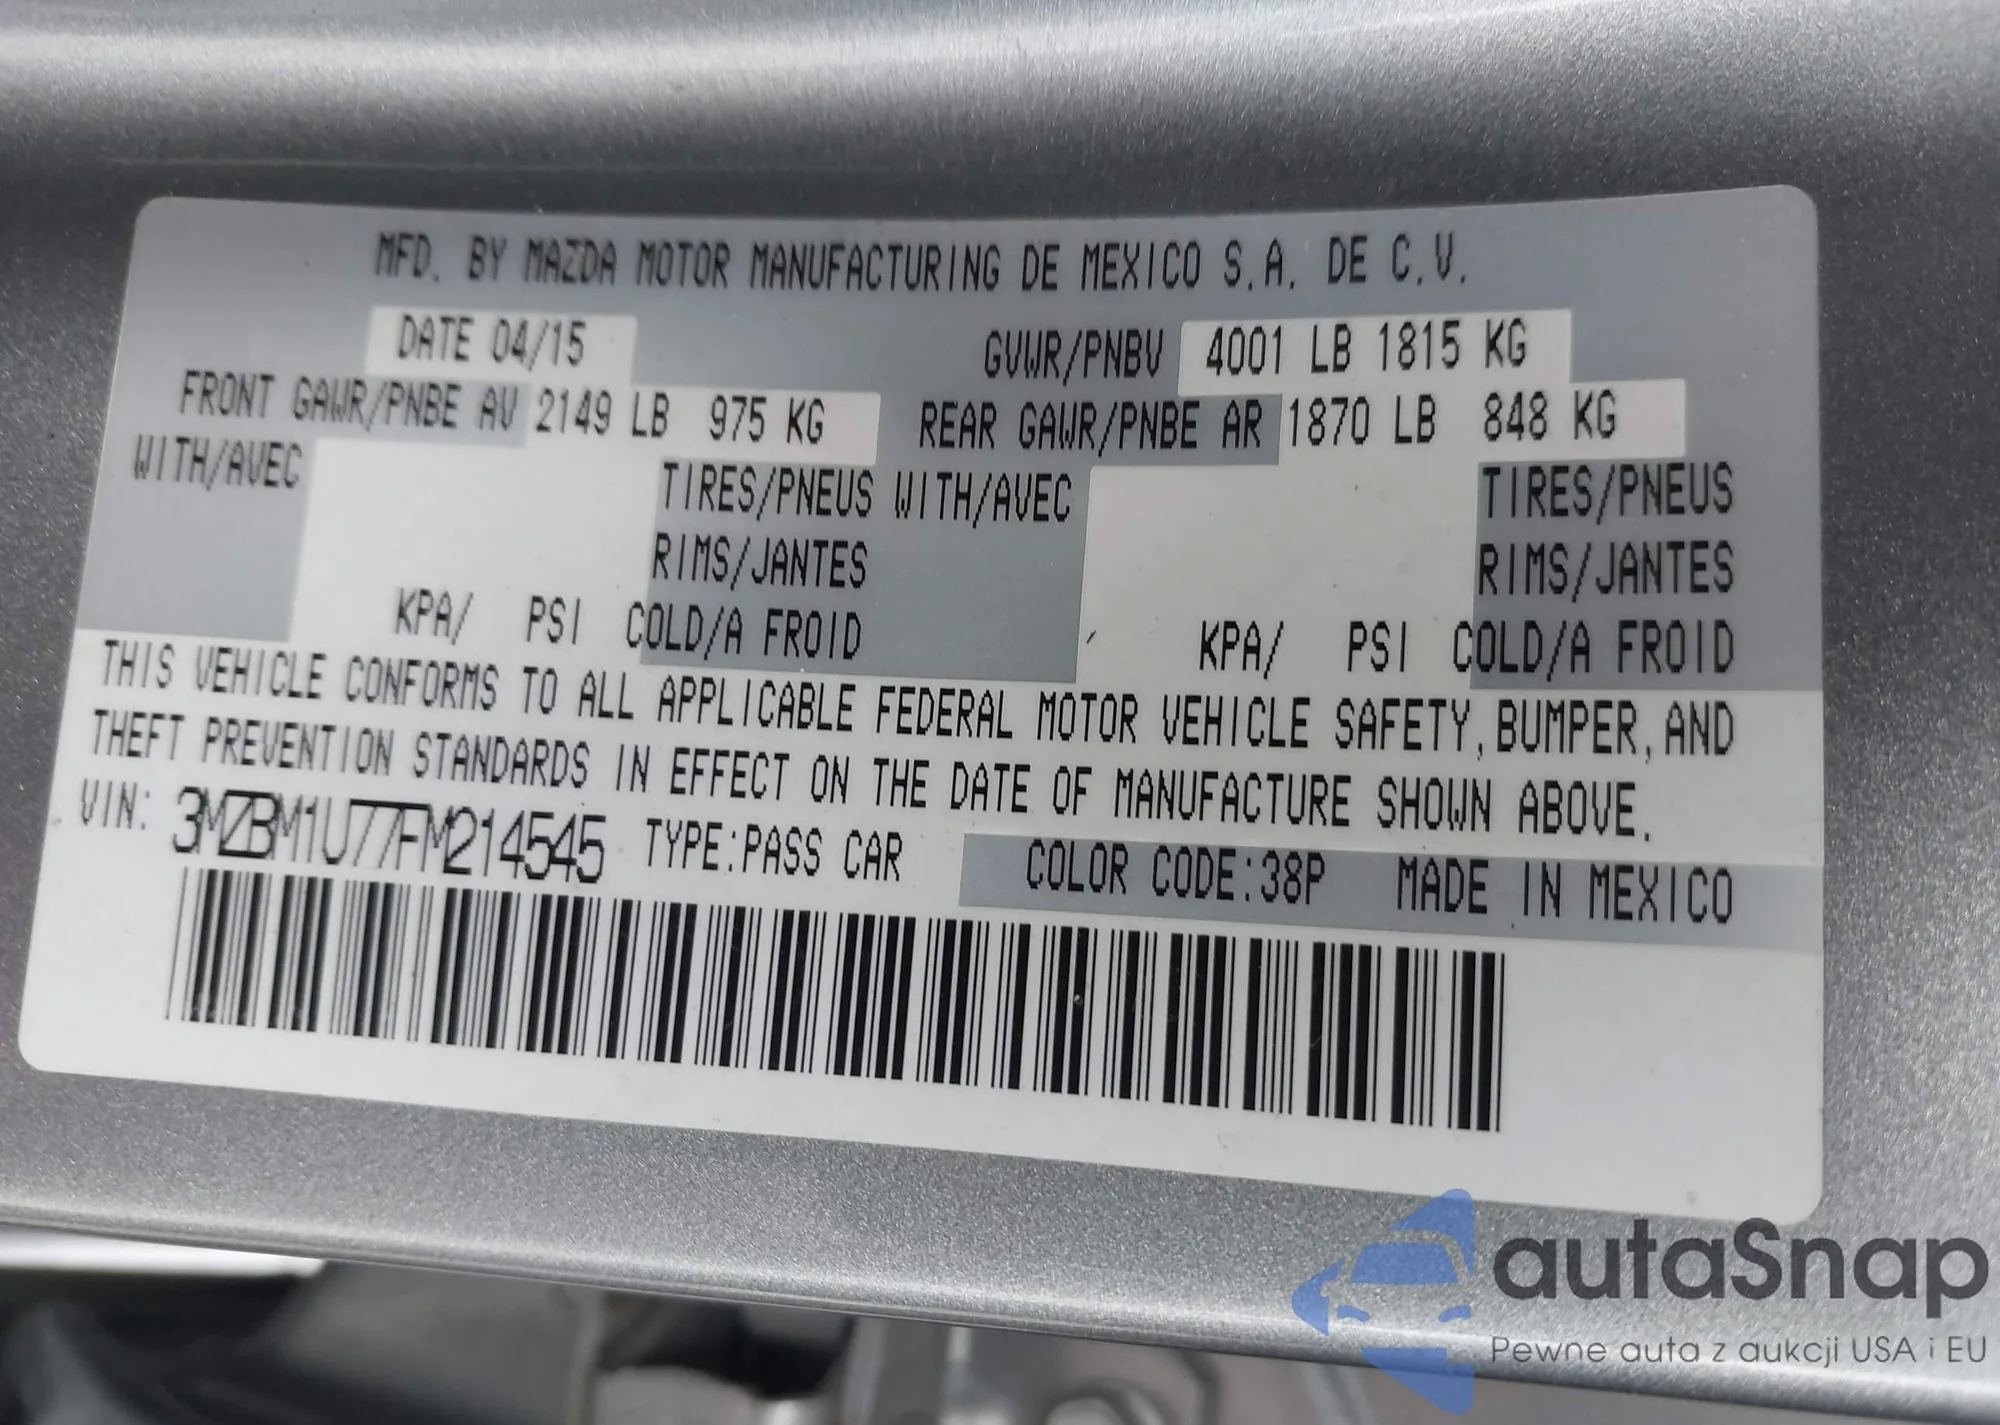 MFD. BY MAZDA MOTOR MANUFACTURING DE MEXICO S.A. DE C.V.
DATE 04/15 GVWR/PNBV 4001 LB 1815 KG
FRONT GAWR/PNBE AV 2149 LB 975 KG REAR GAWR/PNBE AR 1870 LB 848 KG
WITH/AVEC TIRES/PNEUS WITH/AVEC TIRES/PNEUS
RIMS/JANTES RIMS/JANTES
KPA/ PSI COLD/A FROID KPA/ PSI COLD/A FROID
THIS VEHICLE CONFORMS TO ALL APPLICABLE FEDERAL MOTOR VEHICLE SAFETY, BUMPER, AND
THEFT PREVENTION STANDARDS IN EFFECT ON THE DATE OF MANUFACTURE SHOWN ABOVE.
VIN: 3MZBM1U77FM214545 TYPE:PASS CAR COLOR CODE:38P MADE IN MEXICO
autaSnap
Pewne auta z aukcji USA i EU